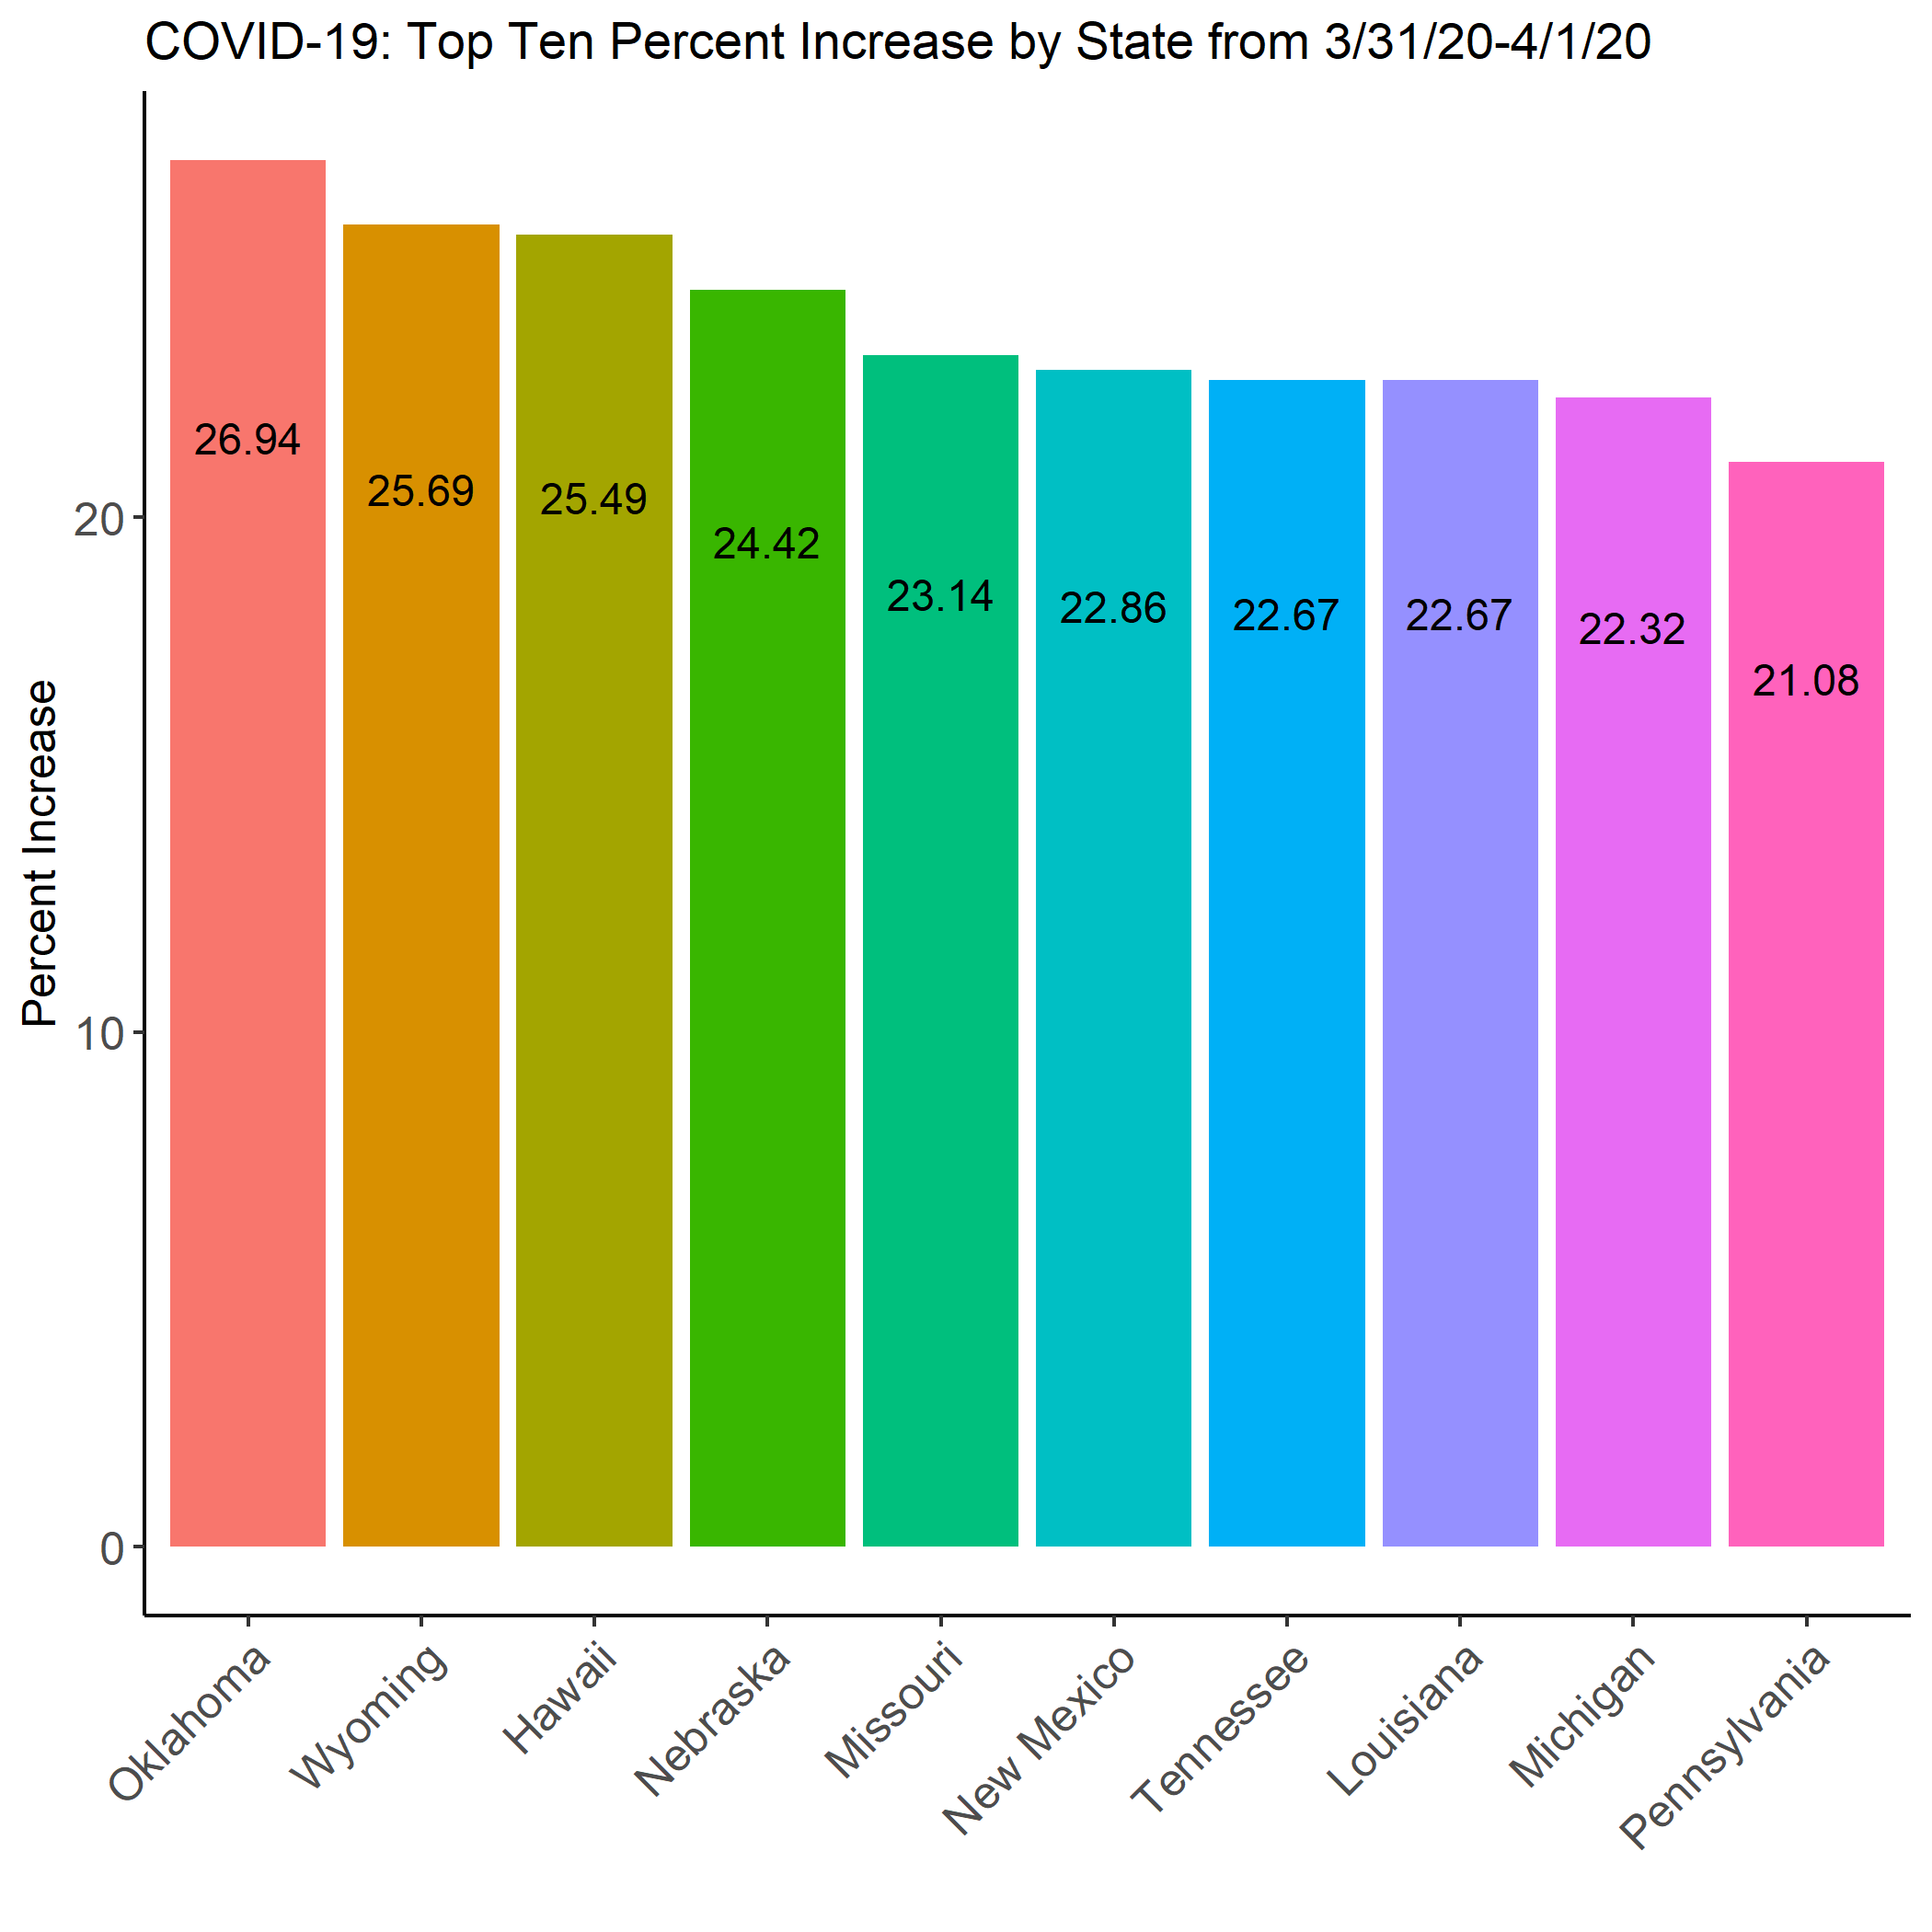 COVID-19: Top Ten Percent Increase by State from 3/31/20-4/1/20
Percent Increase
20
10
0
26.94
25.69
25.49
24.42
23.14
22.86
22.67
22.67
22.32
21.08
Oklahoma
Wyoming
Hawaii
Nebraska
Missouri
New Mexico
Tennessee
Louisiana
Michigan
Pennsylvania